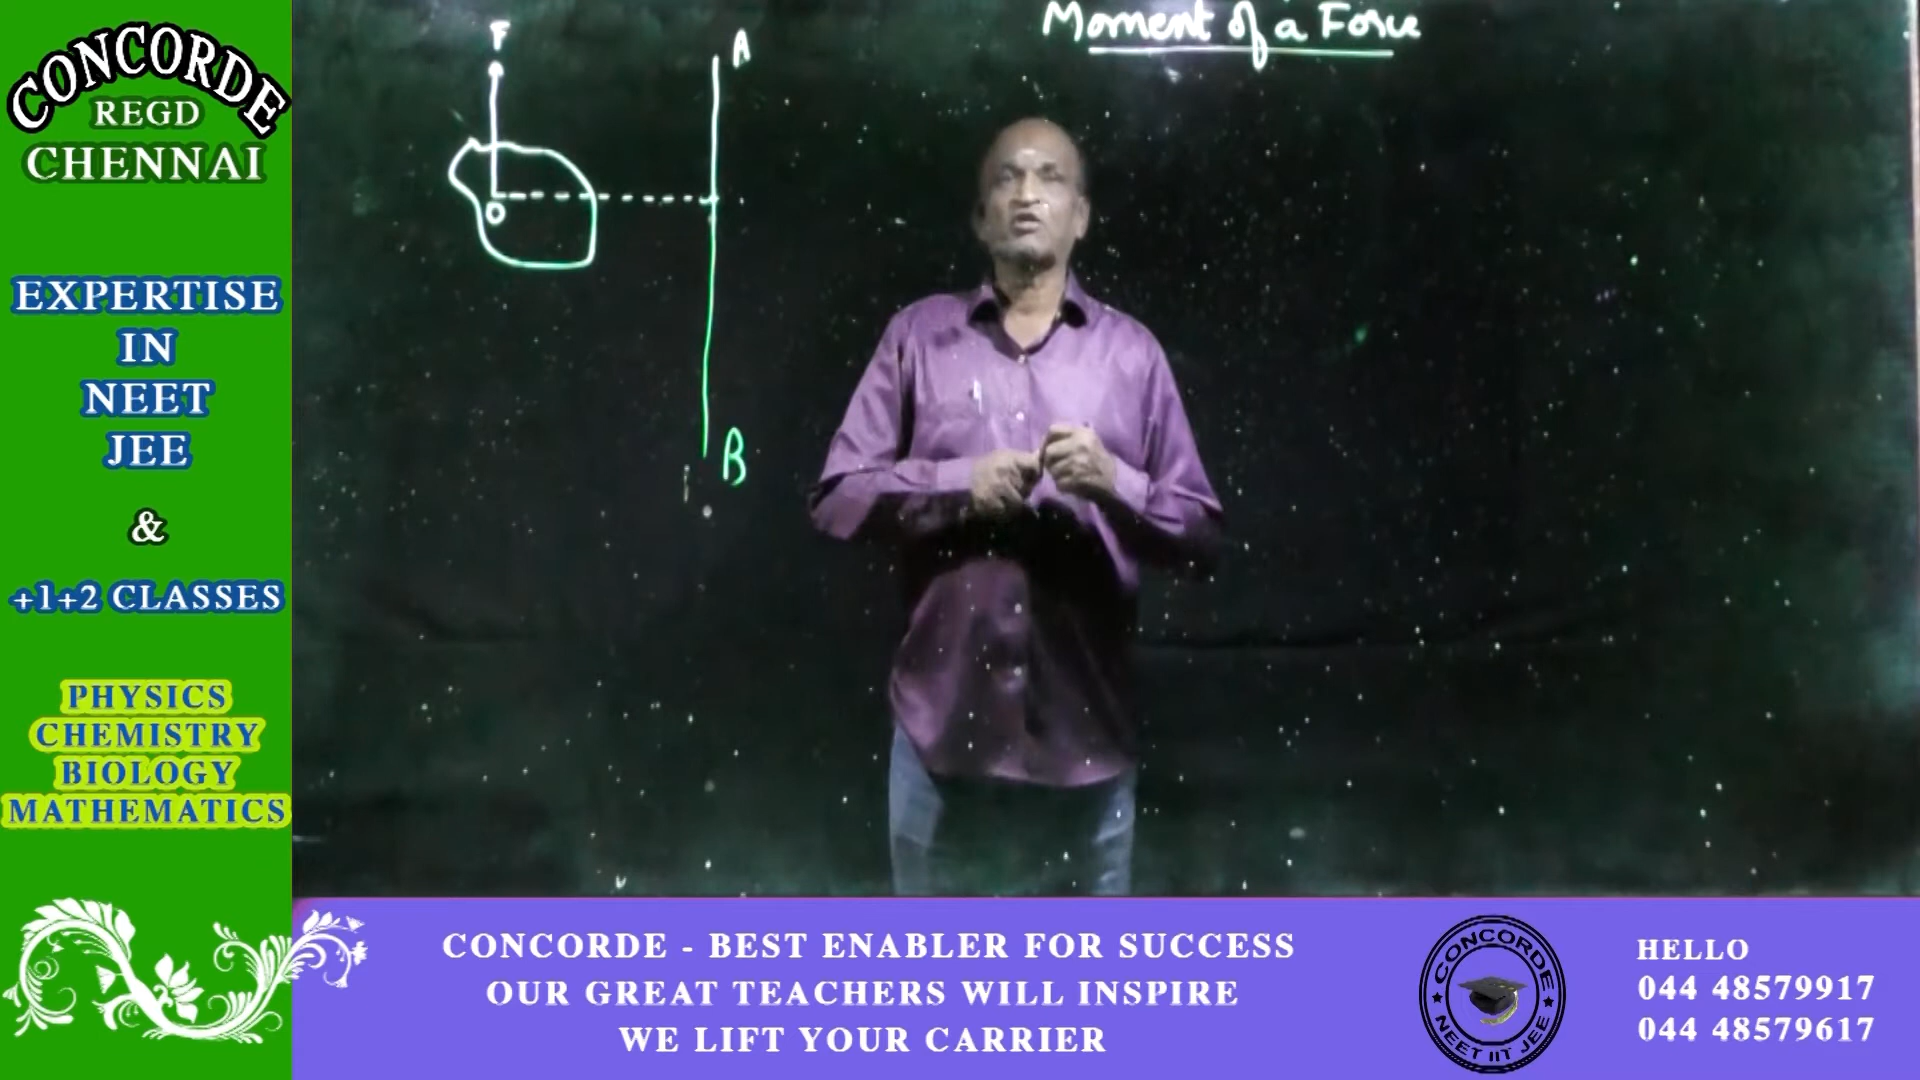 CONCORDE
REGD
CHENNAI
EXPERTISE
IN
NEET
JEE
&
+1+2 CLASSES
PHYSICS
CHEMISTRY
BIOLOGY
MATHEMATICS
Moment of a Force
F
A
O
B
CONCORDE - BEST ENABLER FOR SUCCESS
OUR GREAT TEACHERS WILL INSPIRE
WE LIFT YOUR CARRIER
CONCORDE
NEET IIT JEE
HELLO
044 48579917
044 48579617